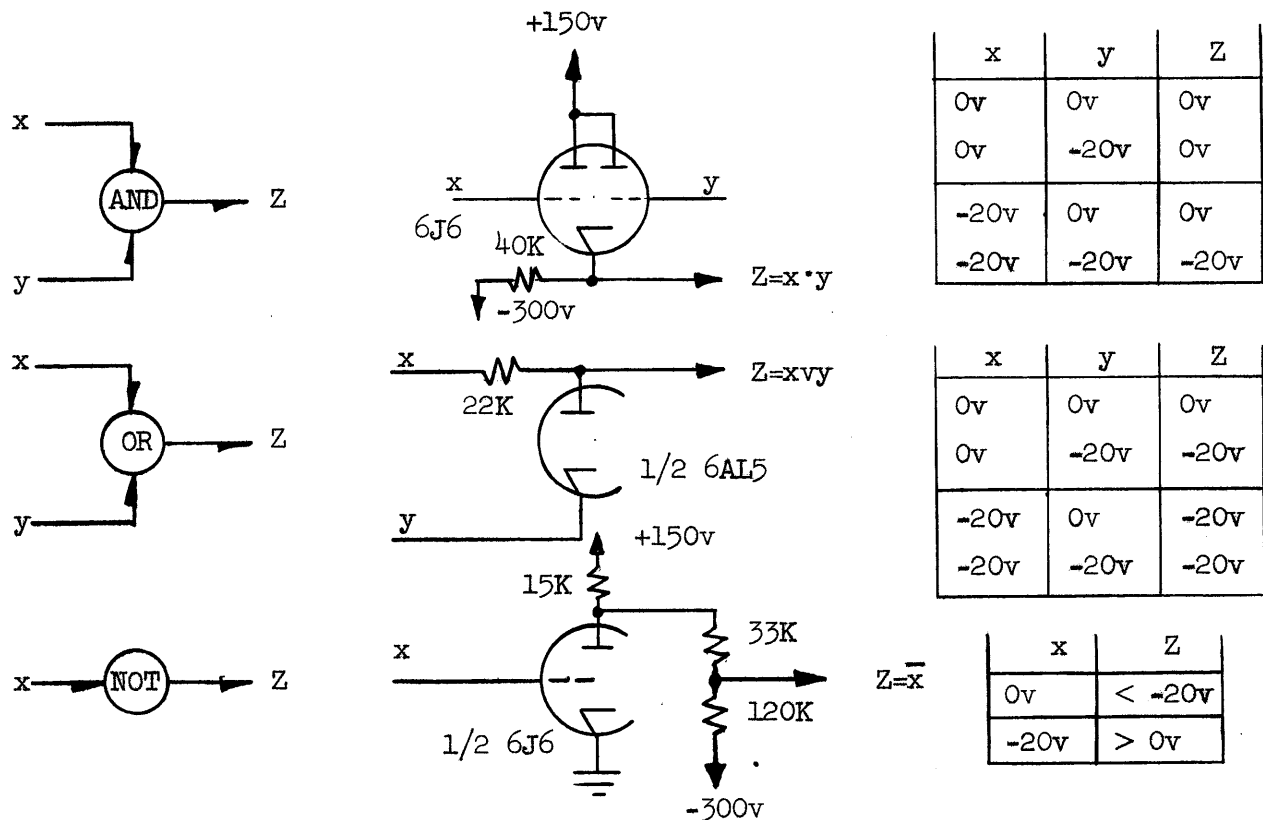 +150v
x
AND
Z
y
x
6J6
y
40K
-300v
Z=x·y
x y Z
0v 0v 0v
0v -20v 0v
-20v 0v 0v
-20v -20v -20v
x
OR
Z
y
x
22K
Z=xvy
1/2 6AL5
y
x y Z
0v 0v 0v
0v -20v -20v
-20v 0v -20v
-20v -20v -20v
x
NOT
Z
+150v
15K
x
33K
Z=x̅
120K
1/2 6J6
-300v
x Z
0v < -20v
-20v > 0v